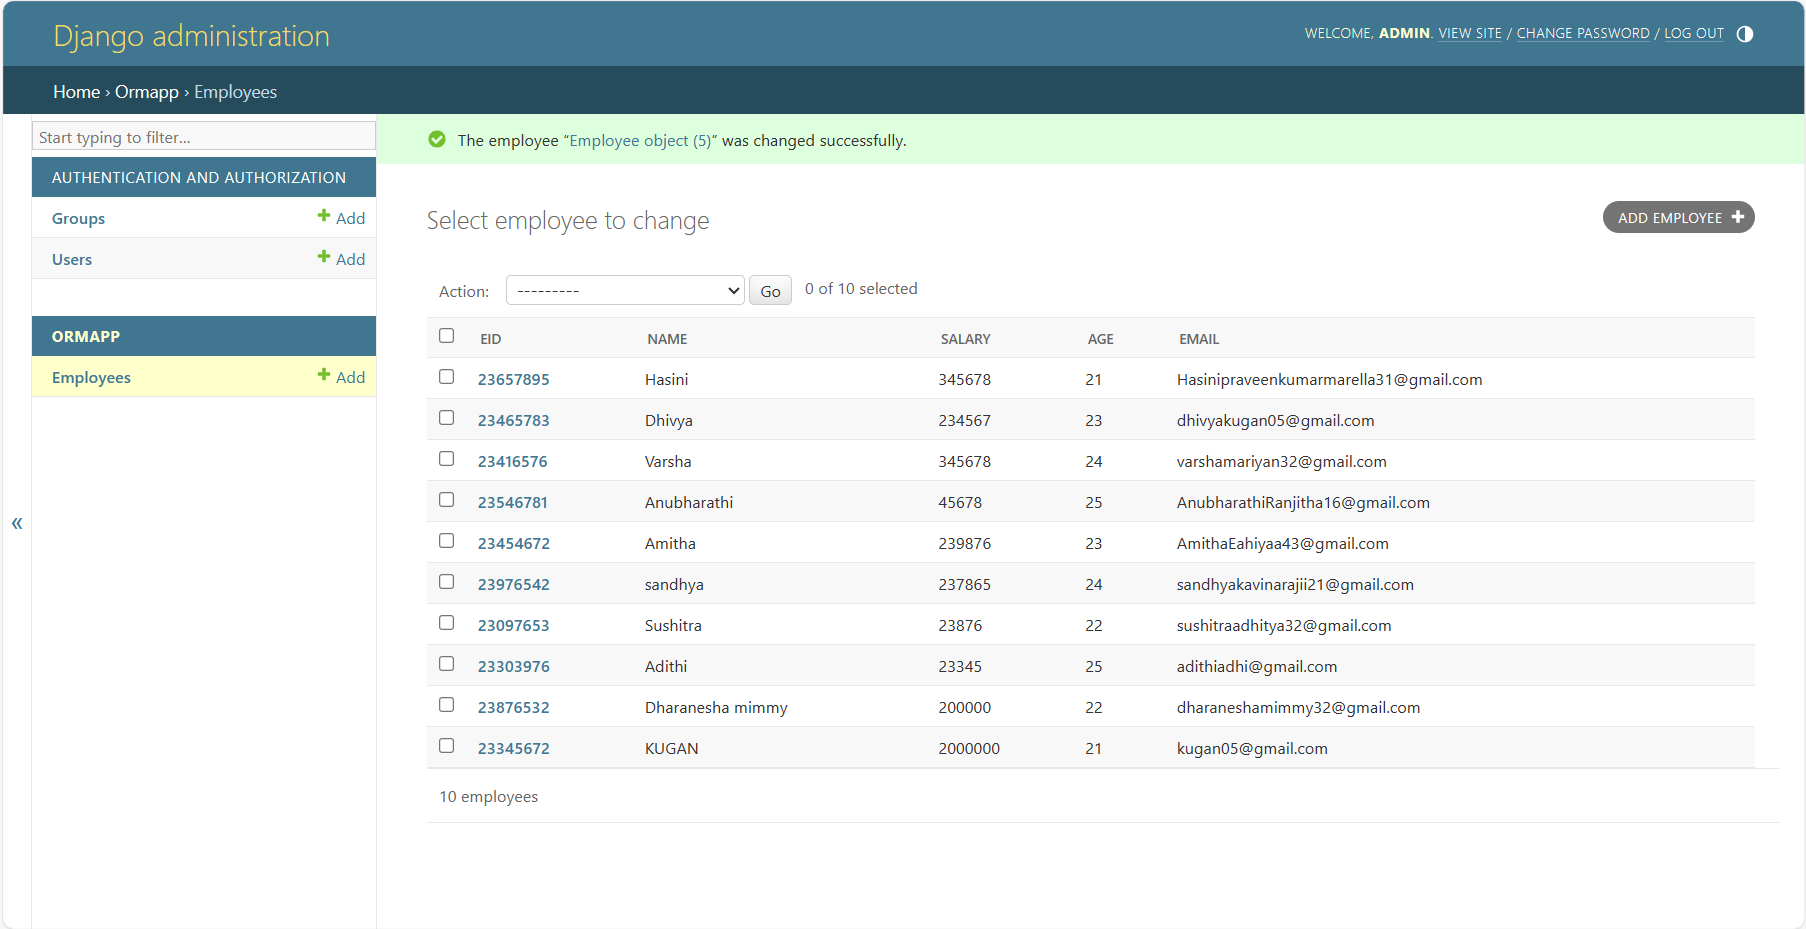 Django administration
WELCOME, ADMIN. VIEW SITE / CHANGE PASSWORD / LOG OUT
Home › Ormapp › Employees
Start typing to filter...
AUTHENTICATION AND AUTHORIZATION
Groups + Add
Users + Add
ORMAPP
Employees + Add
«
The employee “Employee object (5)” was changed successfully.
Select employee to change
ADD EMPLOYEE +
Action: --------- Go 0 of 10 selected
EID NAME SALARY AGE EMAIL
23657895 Hasini 345678 21 Hasinipraveenkumarmarella31@gmail.com
23465783 Dhivya 234567 23 dhivyakugan05@gmail.com
23416576 Varsha 345678 24 varshamariyan32@gmail.com
23546781 Anubharathi 45678 25 AnubharathiRanjitha16@gmail.com
23454672 Amitha 239876 23 AmithaEahiyaa43@gmail.com
23976542 sandhya 237865 24 sandhyakavinarajii21@gmail.com
23097653 Sushitra 23876 22 sushitraadhitya32@gmail.com
23303976 Adithi 23345 25 adithiadhi@gmail.com
23876532 Dharanesha mimmy 200000 22 dharaneshamimmy32@gmail.com
23345672 KUGAN 2000000 21 kugan05@gmail.com
10 employees